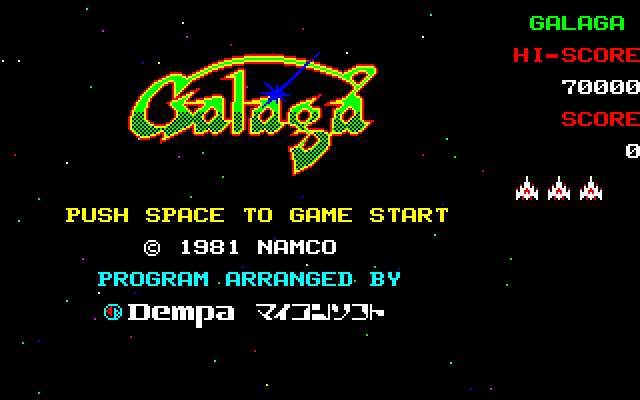 Galaga
PUSH SPACE TO GAME START
© 1981 NAMCO
PROGRAM ARRANGED BY
Dempa マイコンソフト
GALAGA
HI-SCORE
70000
SCORE
0